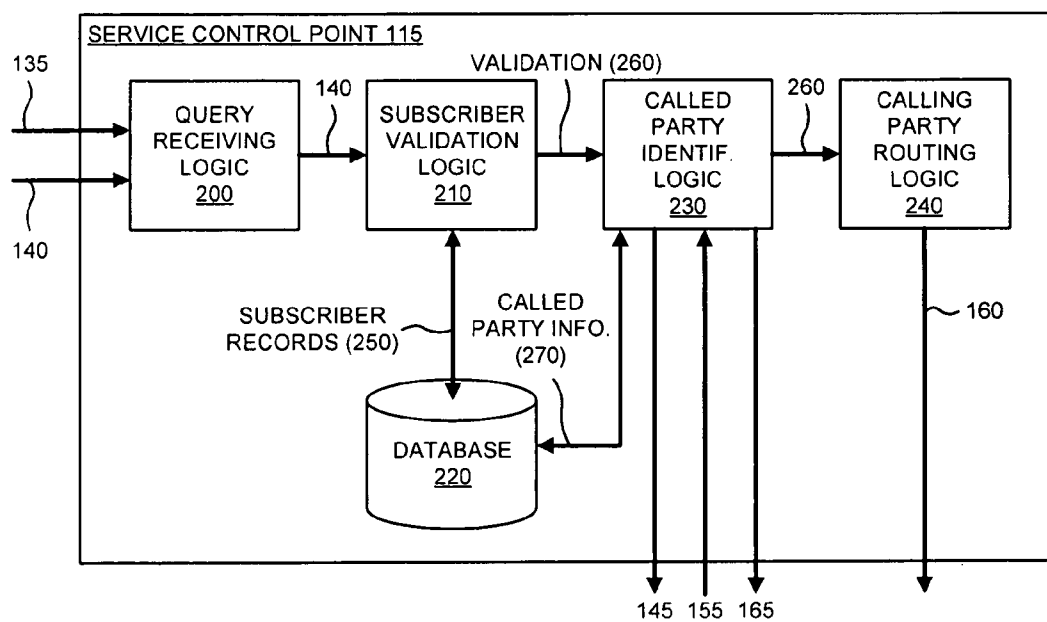 SERVICE CONTROL POINT 115
135
140
QUERY
RECEIVING
LOGIC
200
140
SUBSCRIBER
VALIDATION
LOGIC
210
VALIDATION (260)
CALLED
PARTY
IDENTIF.
LOGIC
230
260
CALLING
PARTY
ROUTING
LOGIC
240
SUBSCRIBER
RECORDS (250)
CALLED
PARTY INFO.
(270)
160
DATABASE
220
145
155
165